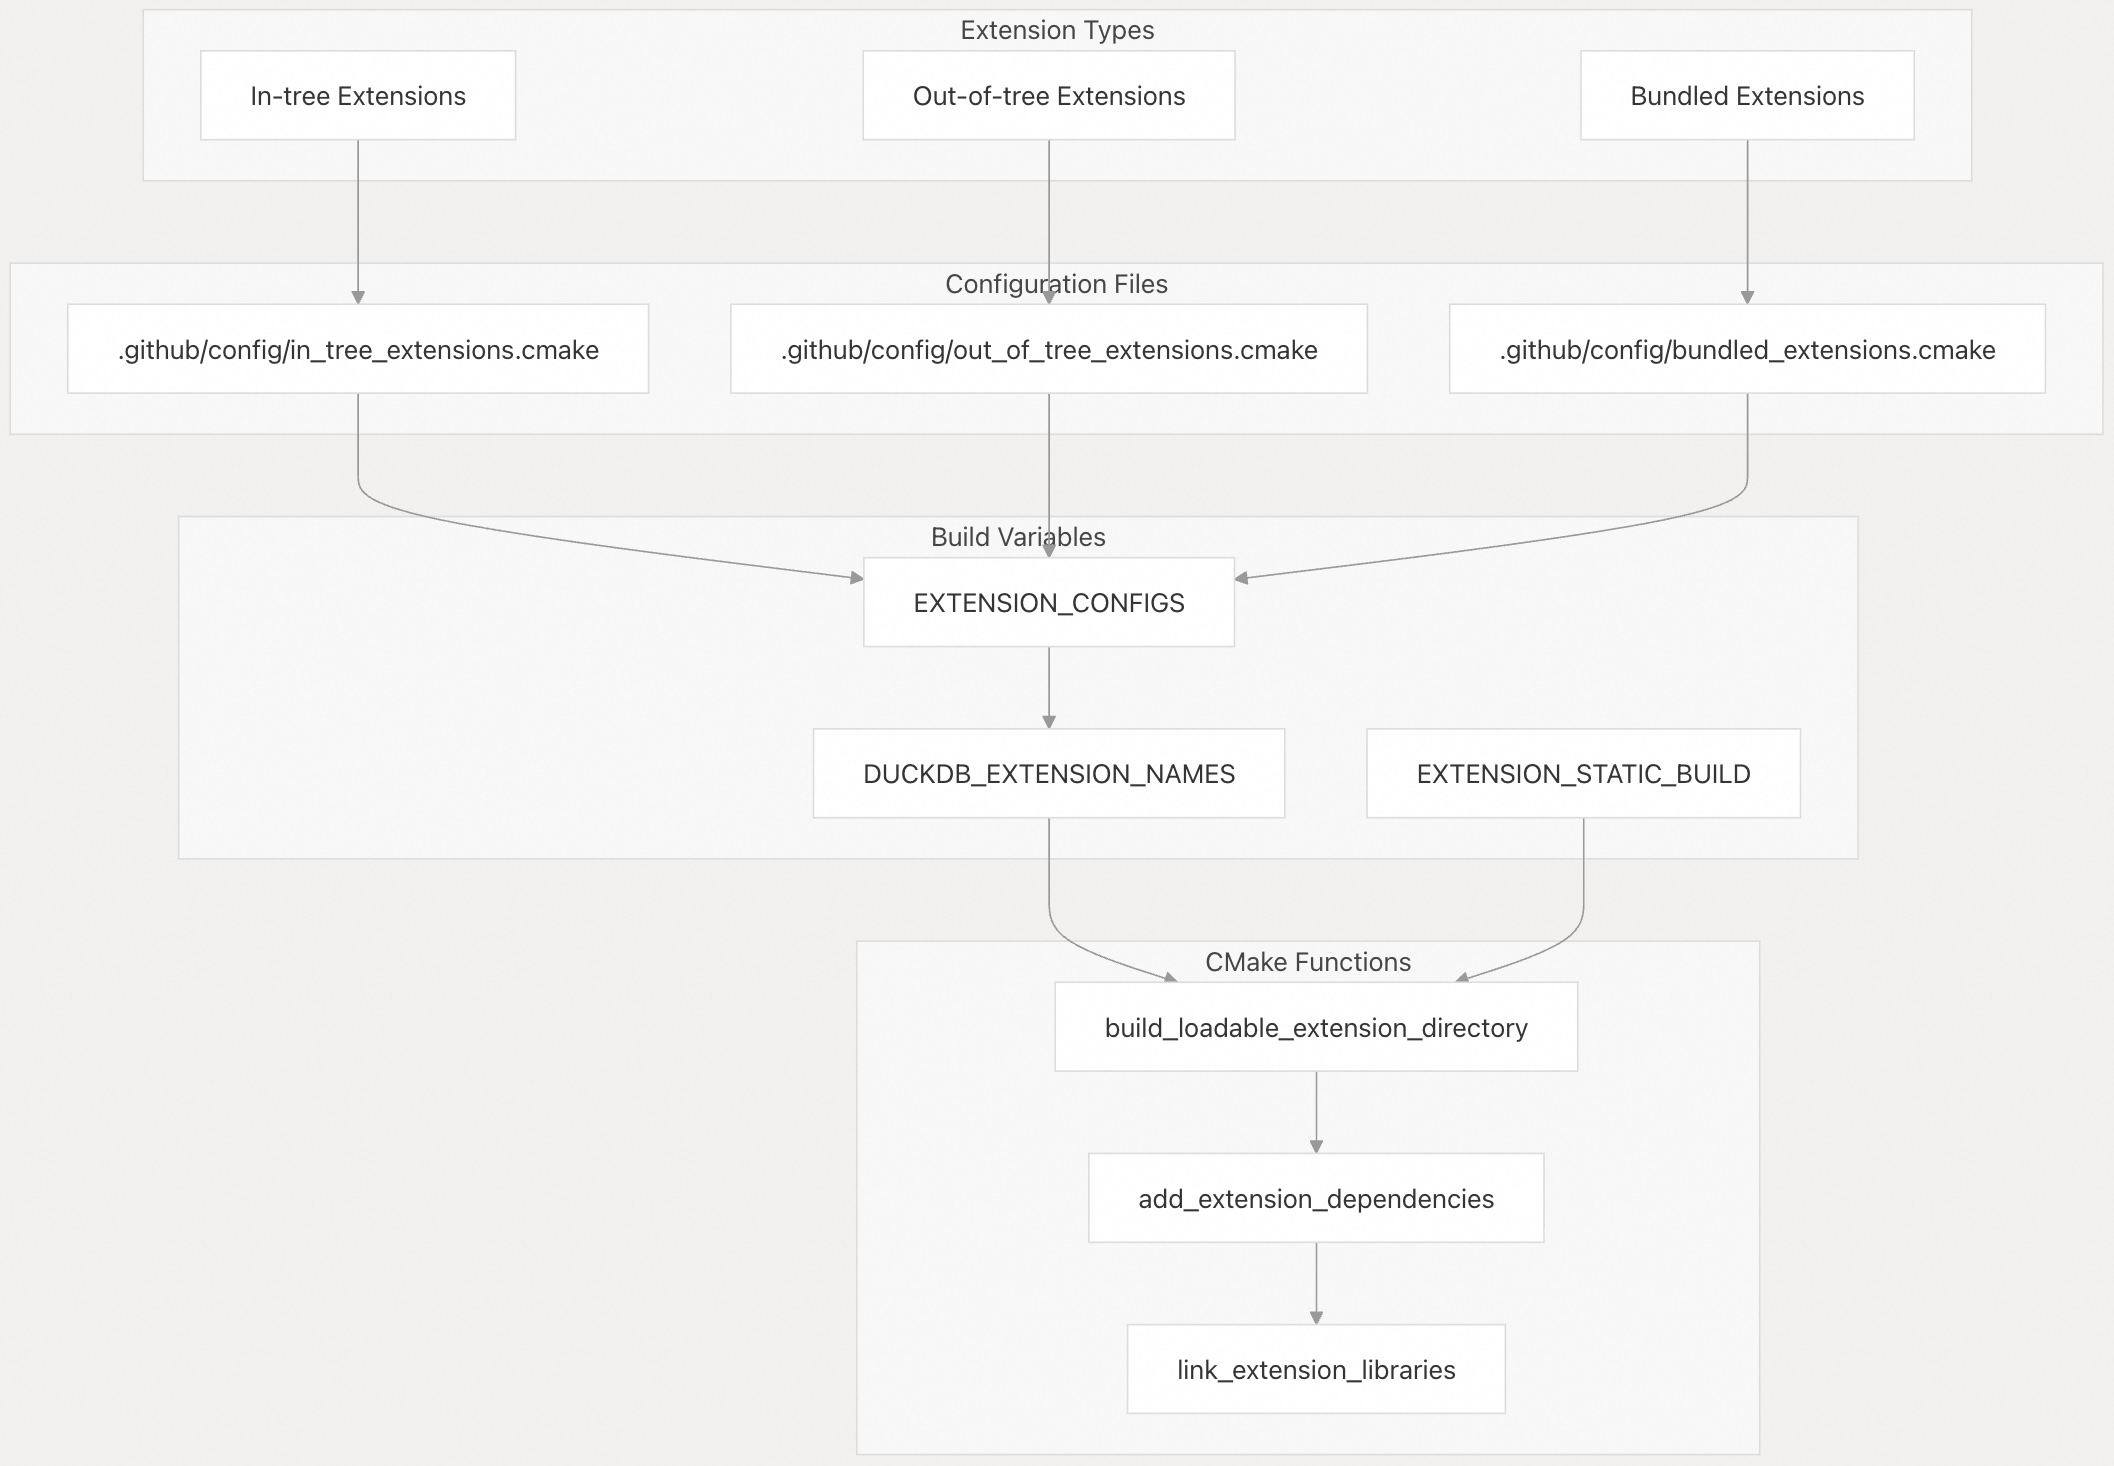 Extension Types
In-tree Extensions
Out-of-tree Extensions
Bundled Extensions
Configuration Files
.github/config/in_tree_extensions.cmake
.github/config/out_of_tree_extensions.cmake
.github/config/bundled_extensions.cmake
Build Variables
EXTENSION_CONFIGS
DUCKDB_EXTENSION_NAMES
EXTENSION_STATIC_BUILD
CMake Functions
build_loadable_extension_directory
add_extension_dependencies
link_extension_libraries